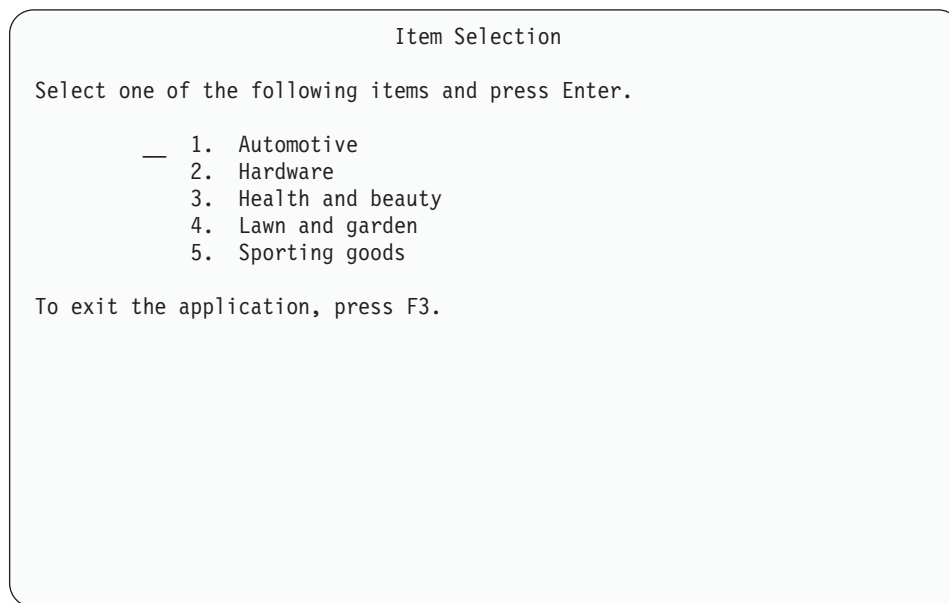 Item Selection
Select one of the following items and press Enter.
__ 1. Automotive
2. Hardware
3. Health and beauty
4. Lawn and garden
5. Sporting goods
To exit the application, press F3.